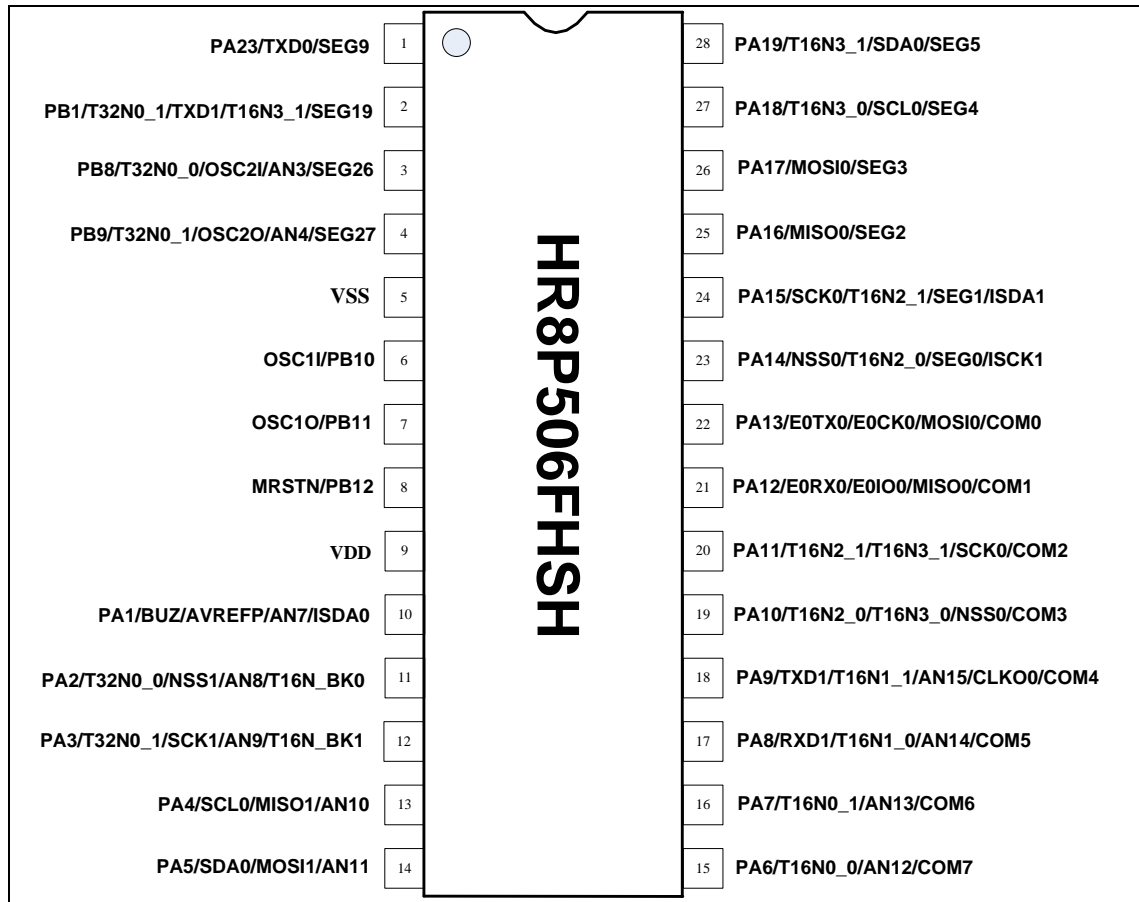 PA23/TXD0/SEG9 1
PB1/T32N0_1/TXD1/T16N3_1/SEG19 2
PB8/T32N0_0/OSC2I/AN3/SEG26 3
PB9/T32N0_1/OSC2O/AN4/SEG27 4
VSS 5
OSC1I/PB10 6
OSC1O/PB11 7
MRSTN/PB12 8
VDD 9
PA1/BUZ/AVREFP/AN7/ISDA0 10
PA2/T32N0_0/NSS1/AN8/T16N_BK0 11
PA3/T32N0_1/SCK1/AN9/T16N_BK1 12
PA4/SCL0/MISO1/AN10 13
PA5/SDA0/MOSI1/AN11 14
HR8P506FHSH
28 PA19/T16N3_1/SDA0/SEG5
27 PA18/T16N3_0/SCL0/SEG4
26 PA17/MOSI0/SEG3
25 PA16/MISO0/SEG2
24 PA15/SCK0/T16N2_1/SEG1/ISDA1
23 PA14/NSS0/T16N2_0/SEG0/ISCK1
22 PA13/E0TX0/E0CK0/MOSI0/COM0
21 PA12/E0RX0/E0IO0/MISO0/COM1
20 PA11/T16N2_1/T16N3_1/SCK0/COM2
19 PA10/T16N2_0/T16N3_0/NSS0/COM3
18 PA9/TXD1/T16N1_1/AN15/CLKO0/COM4
17 PA8/RXD1/T16N1_0/AN14/COM5
16 PA7/T16N0_1/AN13/COM6
15 PA6/T16N0_0/AN12/COM7